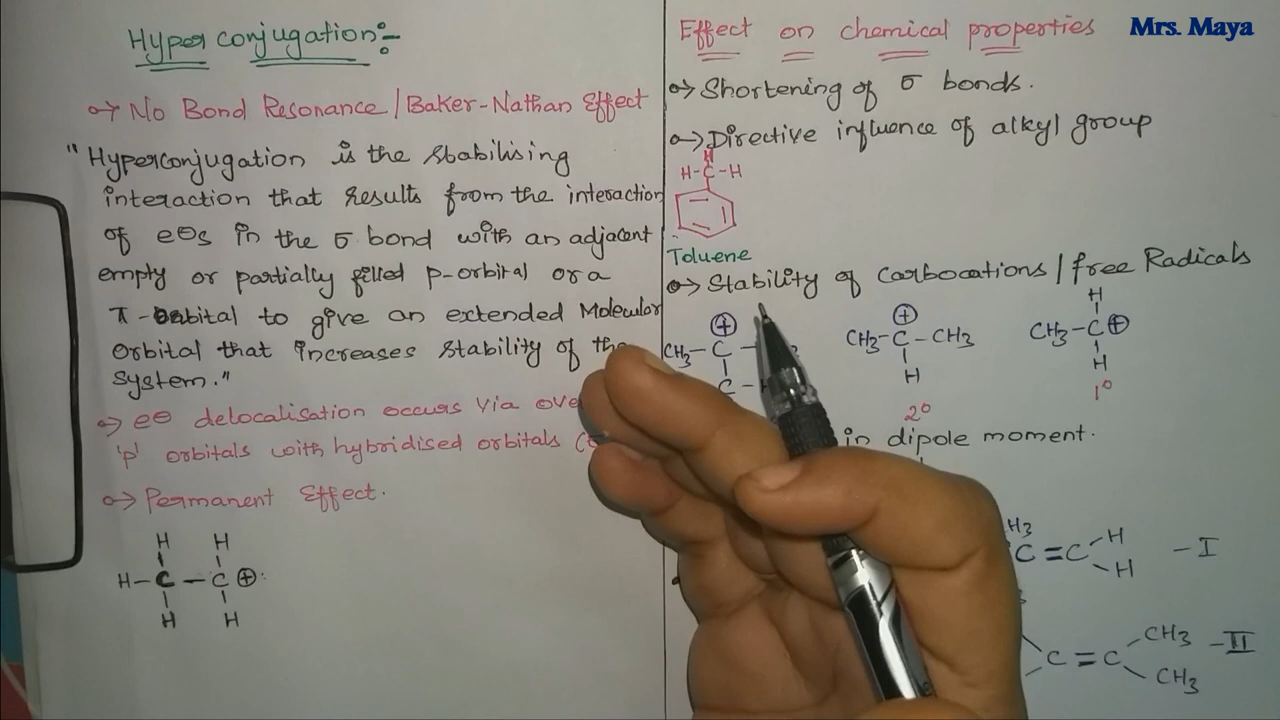 Hyper conjugation:-
→ No Bond Resonance / Baker-Nathan Effect
"Hyperconjugation is the stabilising
interaction that results from the interaction
of e⊖s in the σ bond with an adjacent
empty or partially filled p-orbital or a
π-orbital to give an extended Molecular
orbital that increases stability of the
system."
→ e⊖ delocalisation occurs via
'p' orbitals with hybridised orbitals
→ Permanent Effect.
H H
H-C-C⊕
H H
Mrs. Maya
Effect on chemical properties
→ Shortening of σ bonds.
→ Directive influence of alkyl group
H
H-C-H
Toluene
→ Stability of carbocations / free Radicals
⊕ ⊕ H
CH3-C- CH3-C-CH3 CH3-C⊕
C- H H
2° 1°
in dipole moment.
C=C H H -I
C=C CH3 CH3 -II